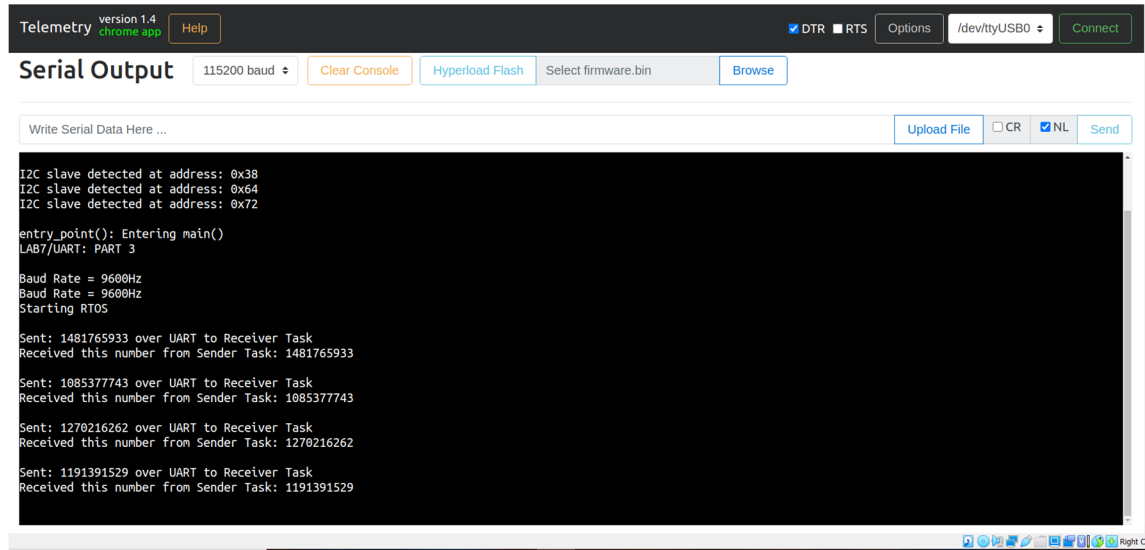 Telemetry version 1.4 chrome app Help DTR RTS Options /dev/ttyUSB0 Connect
Serial Output 115200 baud Clear Console Hyperload Flash Select firmware.bin Browse
Write Serial Data Here ... Upload File CR NL Send
I2C slave detected at address: 0x38
I2C slave detected at address: 0x64
I2C slave detected at address: 0x72
entry_point(): Entering main()
LAB7/UART: PART 3
Baud Rate = 9600Hz
Baud Rate = 9600Hz
Starting RTOS
Sent: 1481765933 over UART to Receiver Task
Received this number from Sender Task: 1481765933
Sent: 1085377743 over UART to Receiver Task
Received this number from Sender Task: 1085377743
Sent: 1270216262 over UART to Receiver Task
Received this number from Sender Task: 1270216262
Sent: 1191391529 over UART to Receiver Task
Received this number from Sender Task: 1191391529
Right C